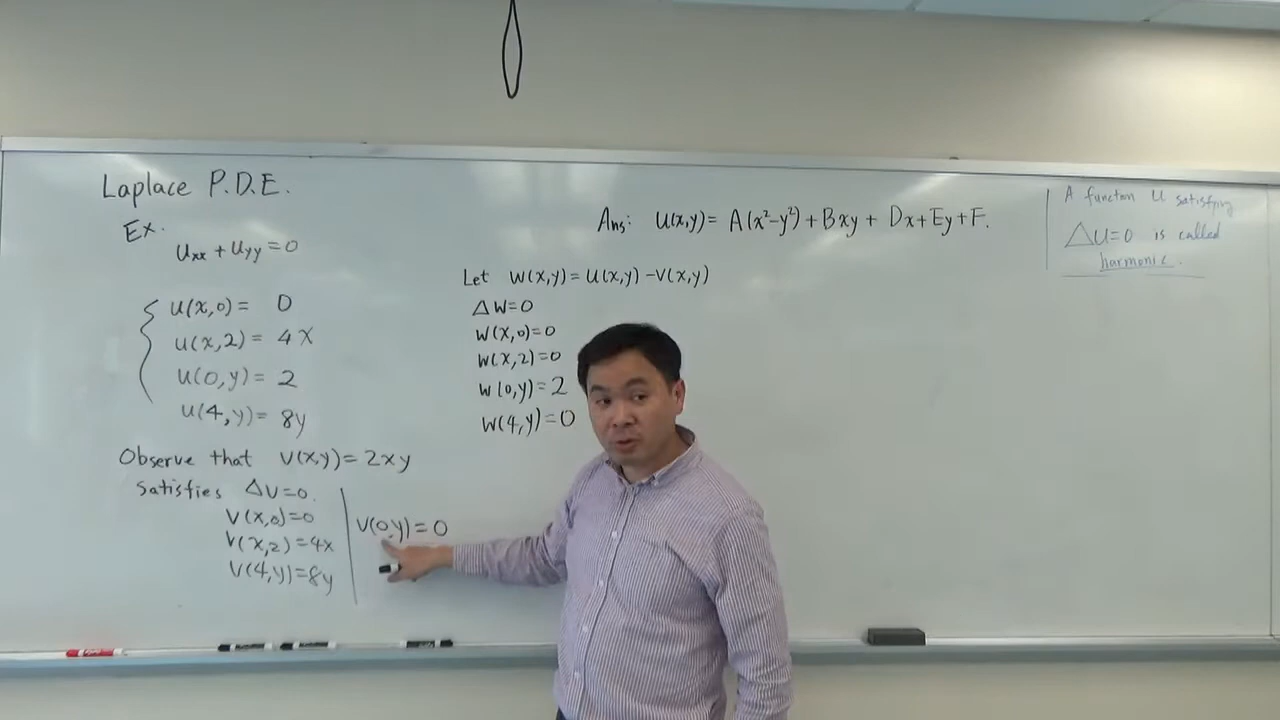 Laplace P.D.E.
Ex.
Uxx + Uyy = 0
U(x,0) = 0
U(x,2) = 4x
U(0,y) = 2
U(4,y) = 8y
Observe that V(x,y) = 2xy
satisfies ΔV=0.
V(x,0)=0
V(x,2)=4x
V(4,y)=8y
V(0,y)=0
Ans: U(x,y) = A(x²-y²) + Bxy + Dx + Ey + F.
Let W(x,y) = U(x,y) - V(x,y)
ΔW=0
W(x,0)=0
W(x,2)=0
W(0,y)=2
W(4,y)=0
A functon U satisfying
ΔU=0 is called
harmonic.